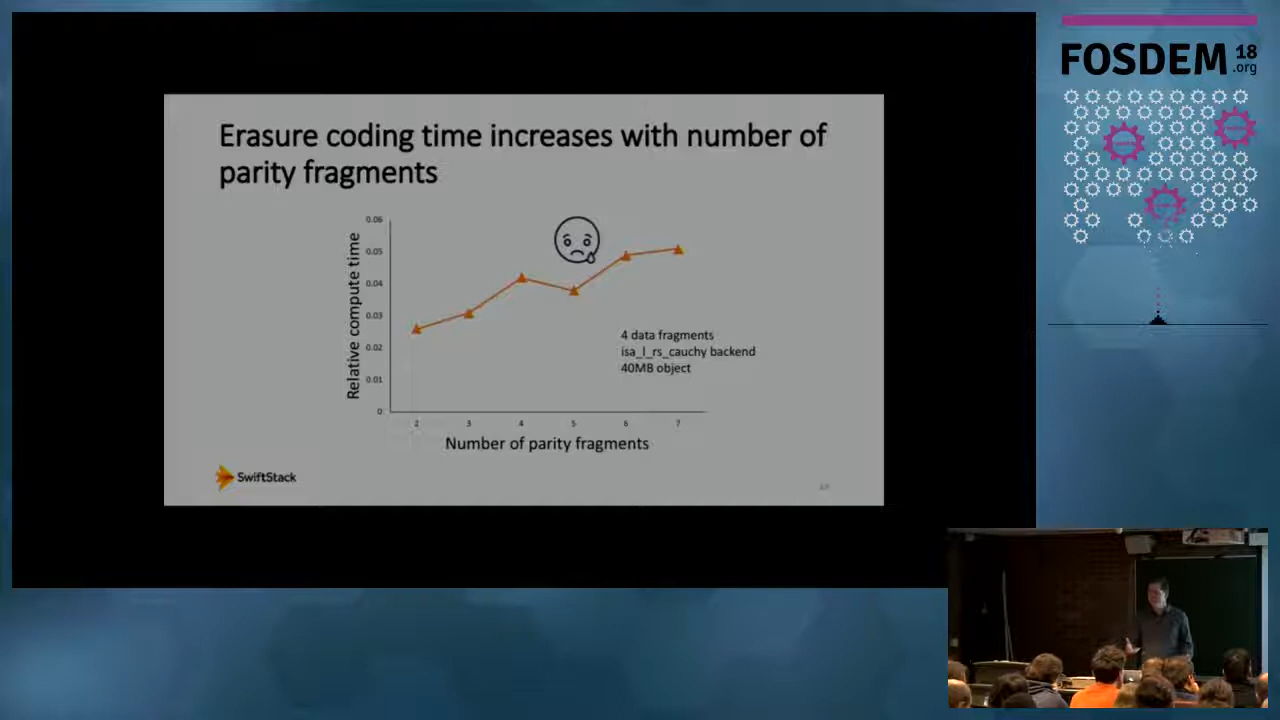 FOSDEM 18
.org
Erasure coding time increases with number of
parity fragments
Relative compute time
0.06
0.05
0.04
0.03
0.02
0.01
0
4 data fragments
isa_l_rs_cauchy backend
40MB object
2 3 4 5 6 7
Number of parity fragments
SwiftStack